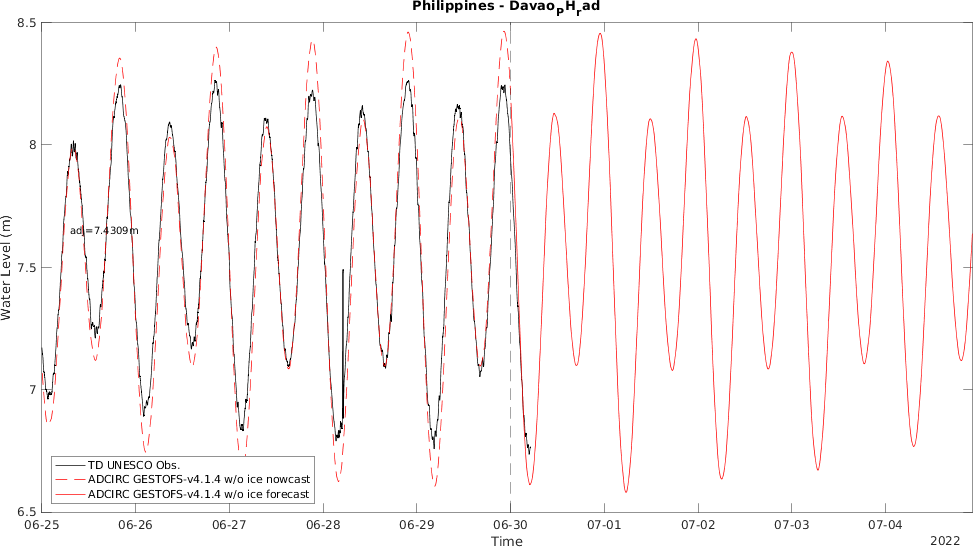 Philippines - Davao_PH_rad
8.5
8
7.5
7
6.5
Water Level (m)
adj=7.4309m
TD UNESCO Obs.
ADCIRC GESTOFS-v4.1.4 w/o ice nowcast
ADCIRC GESTOFS-v4.1.4 w/o ice forecast
06-25 06-26 06-27 06-28 06-29 06-30 07-01 07-02 07-03 07-04
Time
2022